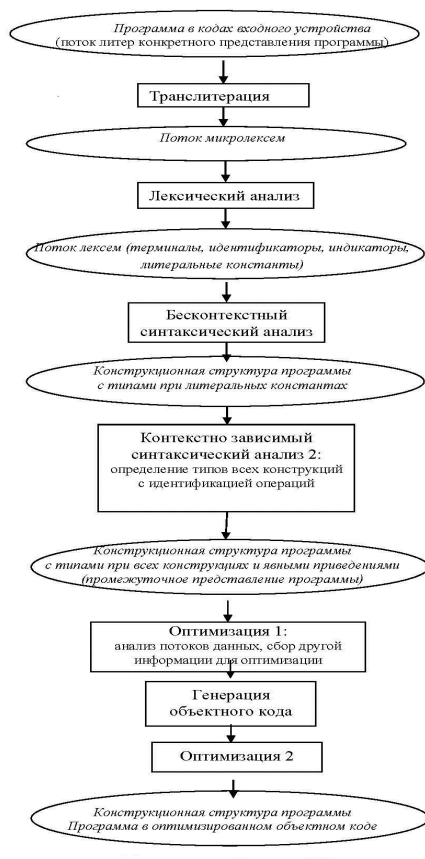 Программа в кодах входного устройства
(поток литер конкретного представления программы)
Транслитерация
Поток микролексем
Лексический анализ
Поток лексем (терминалы, идентификаторы, индикаторы,
литеральные константы)
Бесконтекстный
синтаксический анализ
Конструкционная структура программы
с типами при литеральных константах
Контекстно зависимый
синтаксический анализ 2:
определение типов всех конструкций
с идентификацией операций
Конструкционная структура программы
с типами при всех конструкциях и явными приведениями
(промежуточное представление программы)
Оптимизация 1:
анализ потоков данных, сбор другой
информации для оптимизации
Генерация
объектного кода
Оптимизация 2
Конструкционная структура программы
Программа в оптимизированном объектном коде